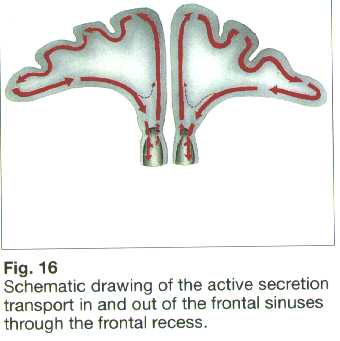 Fig. 16
Schematic drawing of the active secretion
transport in and out of the frontal sinuses
through the frontal recess.